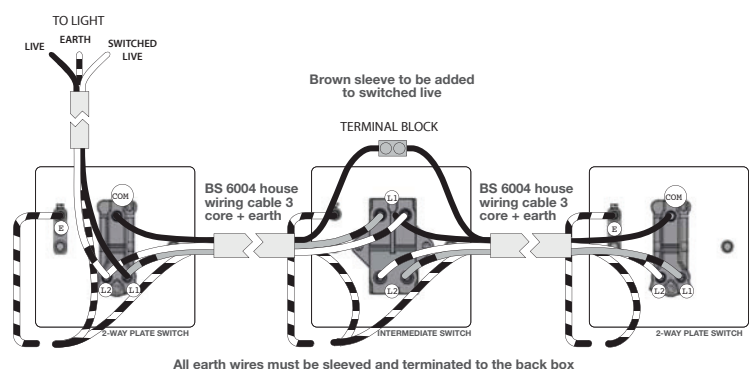 TO LIGHT
LIVE
EARTH
SWITCHED
LIVE
Brown sleeve to be added
to switched live
TERMINAL BLOCK
COM
E
L2
L1
2-WAY PLATE SWITCH
BS 6004 house
wiring cable 3
core + earth
L1
L2
INTERMEDIATE SWITCH
BS 6004 house
wiring cable 3
core + earth
COM
E
L2
L1
2-WAY PLATE SWITCH
All earth wires must be sleeved and terminated to the back box